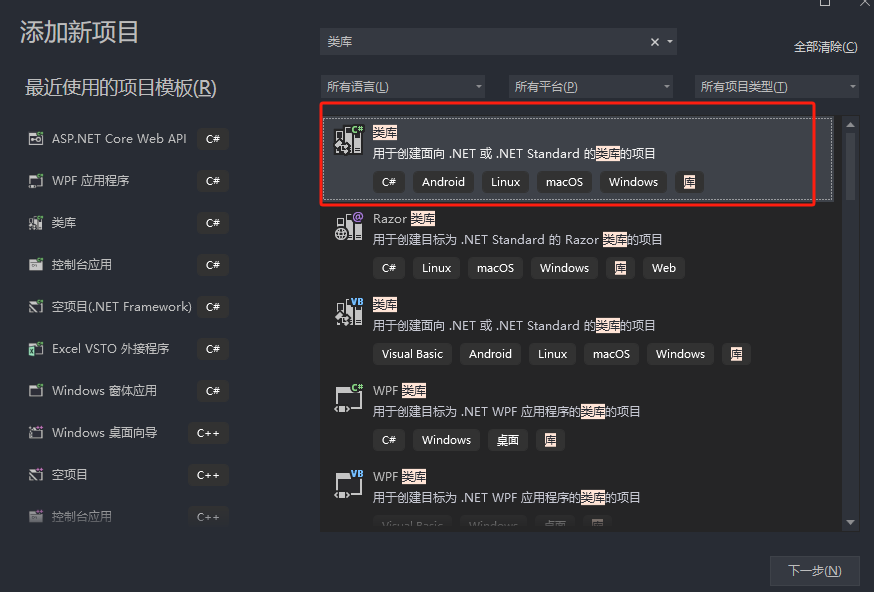 添加新项目
最近使用的项目模板(R)
ASP.NET Core Web API C#
WPF 应用程序 C#
类库 C#
控制台应用 C#
空项目(.NET Framework) C#
Excel VSTO 外接程序 C#
Windows 窗体应用 C#
Windows 桌面向导 C++
空项目 C++
控制台应用 C++
类库
全部清除(C)
所有语言(L) 所有平台(P) 所有项目类型(T)
类库
用于创建面向 .NET 或 .NET Standard 的类库的项目
C# Android Linux macOS Windows 库
Razor 类库
用于创建目标为 .NET Standard 的 Razor 类库的项目
C# Linux macOS Windows 库 Web
类库
用于创建面向 .NET 或 .NET Standard 的类库的项目
Visual Basic Android Linux macOS Windows 库
WPF 类库
用于创建目标为 .NET WPF 应用程序的类库的项目
C# Windows 桌面 库
WPF 类库
用于创建目标为 .NET WPF 应用程序的类库的项目
Visual Basic Windows 桌面 库
下一步(N)